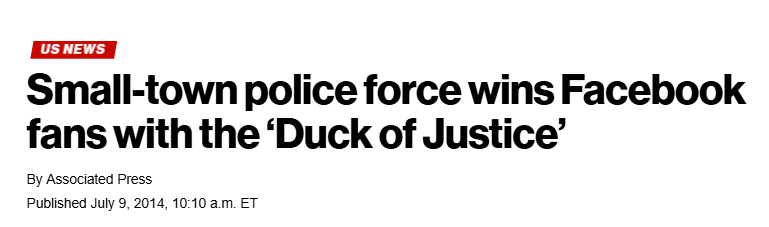 US NEWS
Small-town police force wins Facebook
fans with the ‘Duck of Justice’
By Associated Press
Published July 9, 2014, 10:10 a.m. ET